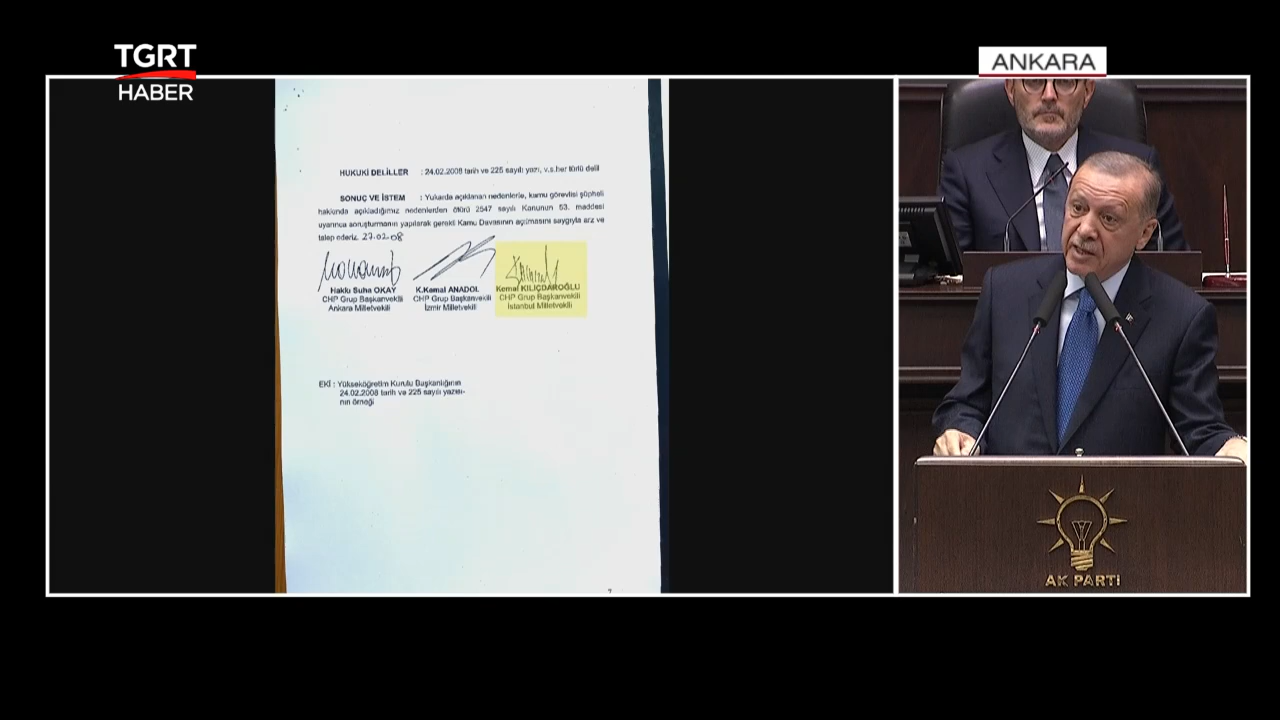 TGRT
HABER
ANKARA
HUKUKİ DELİLLER : 24.02.2008 tarih ve 225 sayılı yazı, v.s.her türlü delil
SONUÇ VE İSTEM : Yukarda açıklanan nedenlerle, kamu görevlisi şüpheli
hakkında açıkladığımız nedenlerden ötürü 2547 sayılı Kanunun 53. maddesi
uyarınca soruşturmanın yapılarak gerekli Kamu Davasının açılmasını saygıyla arz ve
talep ederiz. 27.02.08
Hakkı Suha OKAY
CHP Grup Başkanvekili
Ankara Milletvekili
K.Kemal ANADOL
CHP Grup Başkanvekili
İzmir Milletvekili
Kemal KILIÇDAROĞLU
CHP Grup Başkanvekili
İstanbul Milletvekili
EKİ : Yükseköğretim Kurulu Başkanlığının
24.02.2008 tarih ve 225 sayılı yazısı-
nın örneği
AK PARTİ